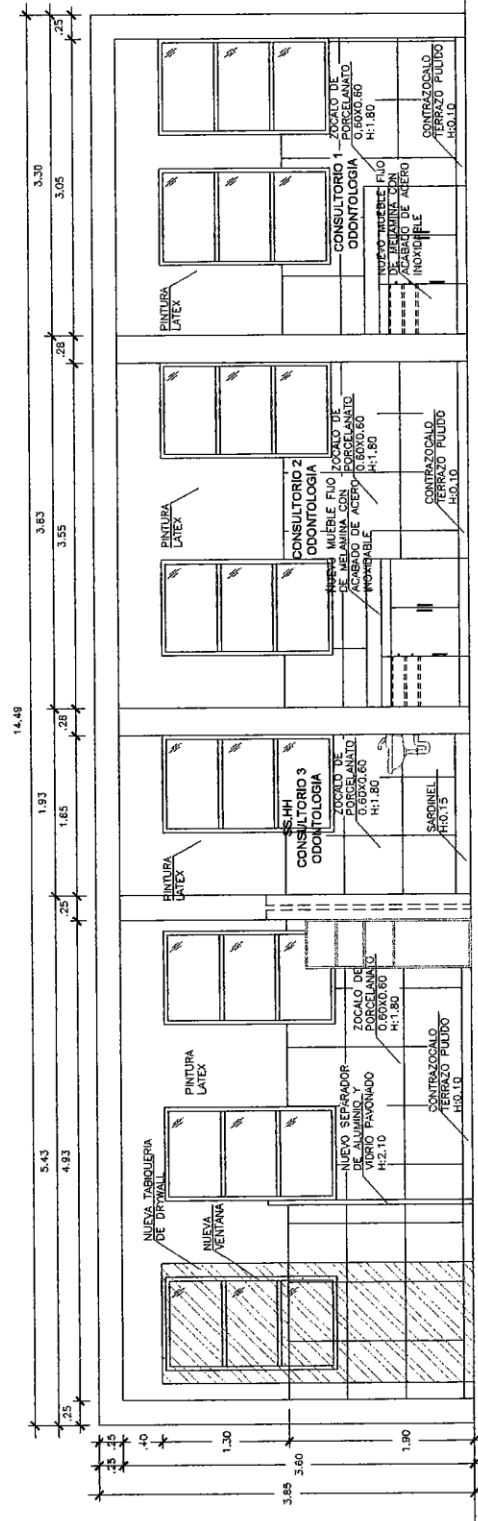 14.49
5.43
1.93
3.83
3.30
.25
4.93
.25
1.65
.28
3.55
.28
3.05
.25
3.85
.25
3.60
.25
.40
1.30
1.90
NUEVA TABIQUERIA
DE DRYWALL
NUEVA
VENTANA
PINTURA
LATEX
NUEVO SEPARADOR
DE ALUMINIO Y
VIDRIO PAVONADO
H:2.10
ZOCALO DE
PORCELANATO
0.60X0.60
H:1.80
CONTRAZOCALO
TERRAZO PULIDO
H:0.10
PINTURA
LATEX
SS.HH
CONSULTORIO 3
ODONTOLOGIA
ZOCALO DE
PORCELANATO
0.60X0.60
H:1.80
SARDINEL
H:0.15
PINTURA
LATEX
CONSULTORIO 2
ODONTOLOGIA
NUEVO MUEBLE FIJO
DE MELAMINA CON
ACABADO DE ACERO
INOXIDABLE
ZOCALO DE
PORCELANATO
0.60X0.60
H:1.80
CONTRAZOCALO
TERRAZO PULIDO
H:0.10
PINTURA
LATEX
CONSULTORIO 1
ODONTOLOGIA
ZOCALO DE
PORCELANATO
0.60X0.60
H:1.80
NUEVO MUEBLE FIJO
DE MELAMINA CON
ACABADO DE ACERO
INOXIDABLE
CONTRAZOCALO
TERRAZO PULIDO
H:0.10